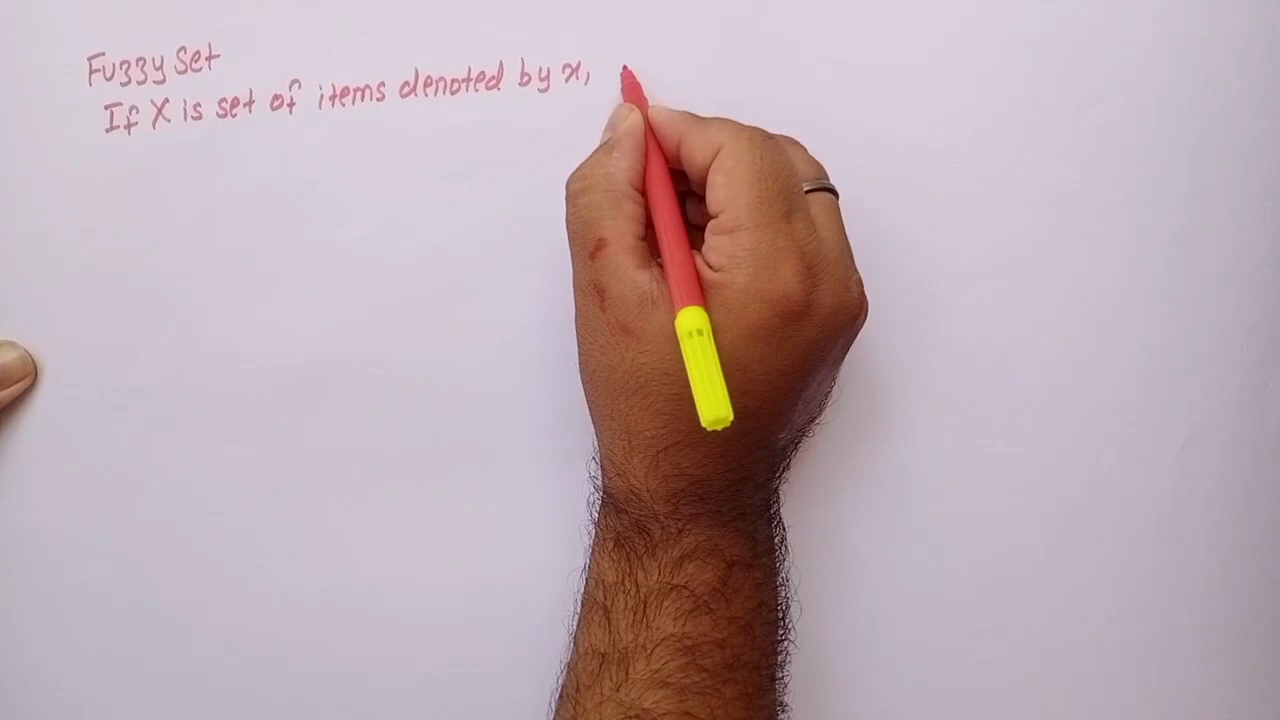 Fuzzy Set
If X is set of items denoted by x,